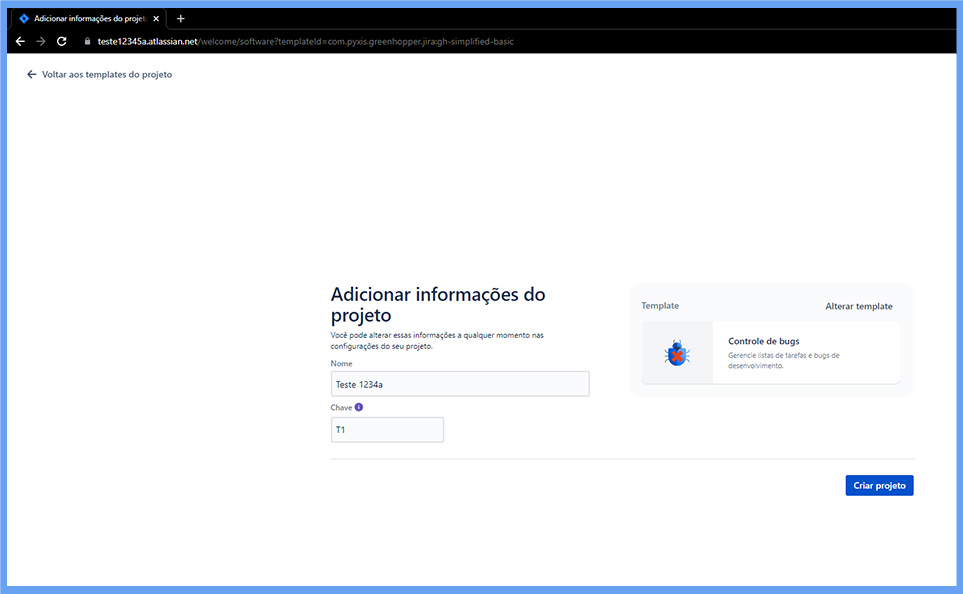 Adicionar informações do projeto
teste12345a.atlassian.net/welcome/software?templateId=com.pyxis.greenhopper.jira:gh-simplified-basic
Voltar aos templates do projeto
Adicionar informações do
projeto
Você pode alterar essas informações a qualquer momento nas
configurações do seu projeto.
Nome
Teste 1234a
Chave
T1
Template
Alterar template
Controle de bugs
Gerencie listas de tarefas e bugs de
desenvolvimento.
Criar projeto